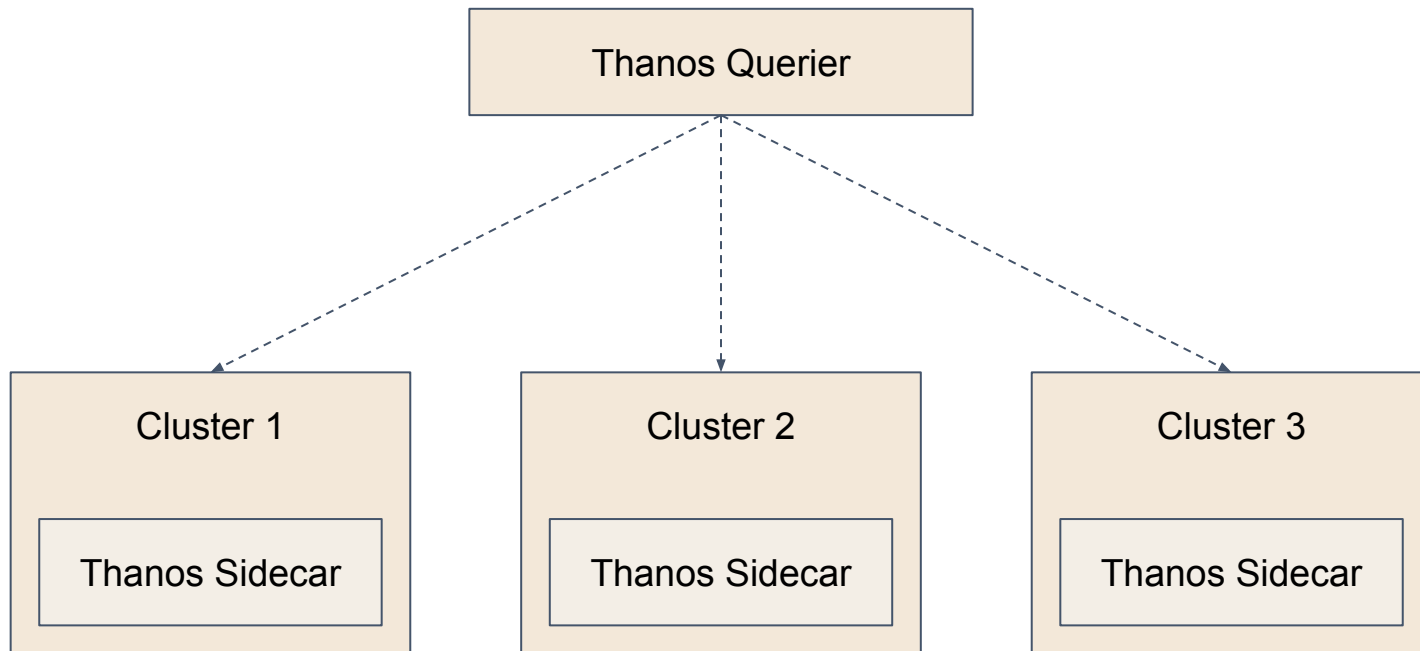 Thanos Querier
Cluster 1
Cluster 2
Cluster 3
Thanos Sidecar
Thanos Sidecar
Thanos Sidecar